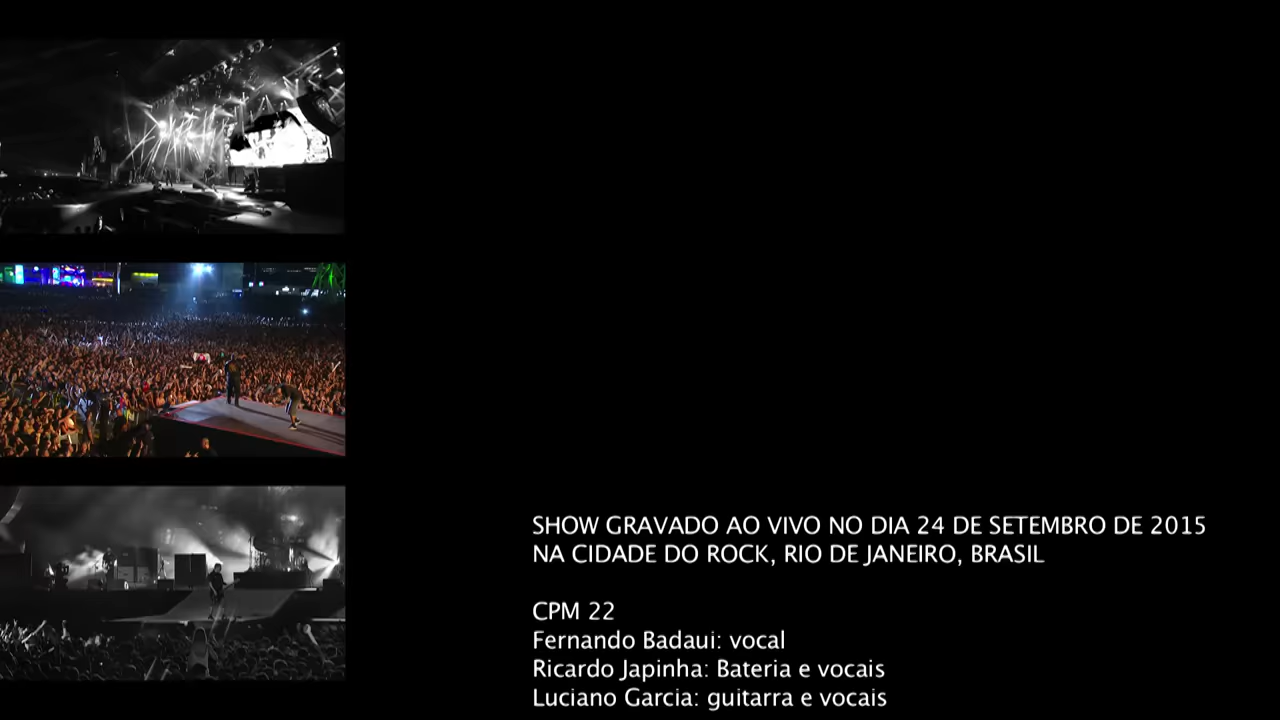 SHOW GRAVADO AO VIVO NO DIA 24 DE SETEMBRO DE 2015
NA CIDADE DO ROCK, RIO DE JANEIRO, BRASIL
CPM 22
Fernando Badaui: vocal
Ricardo Japinha: Bateria e vocais
Luciano Garcia: guitarra e vocais